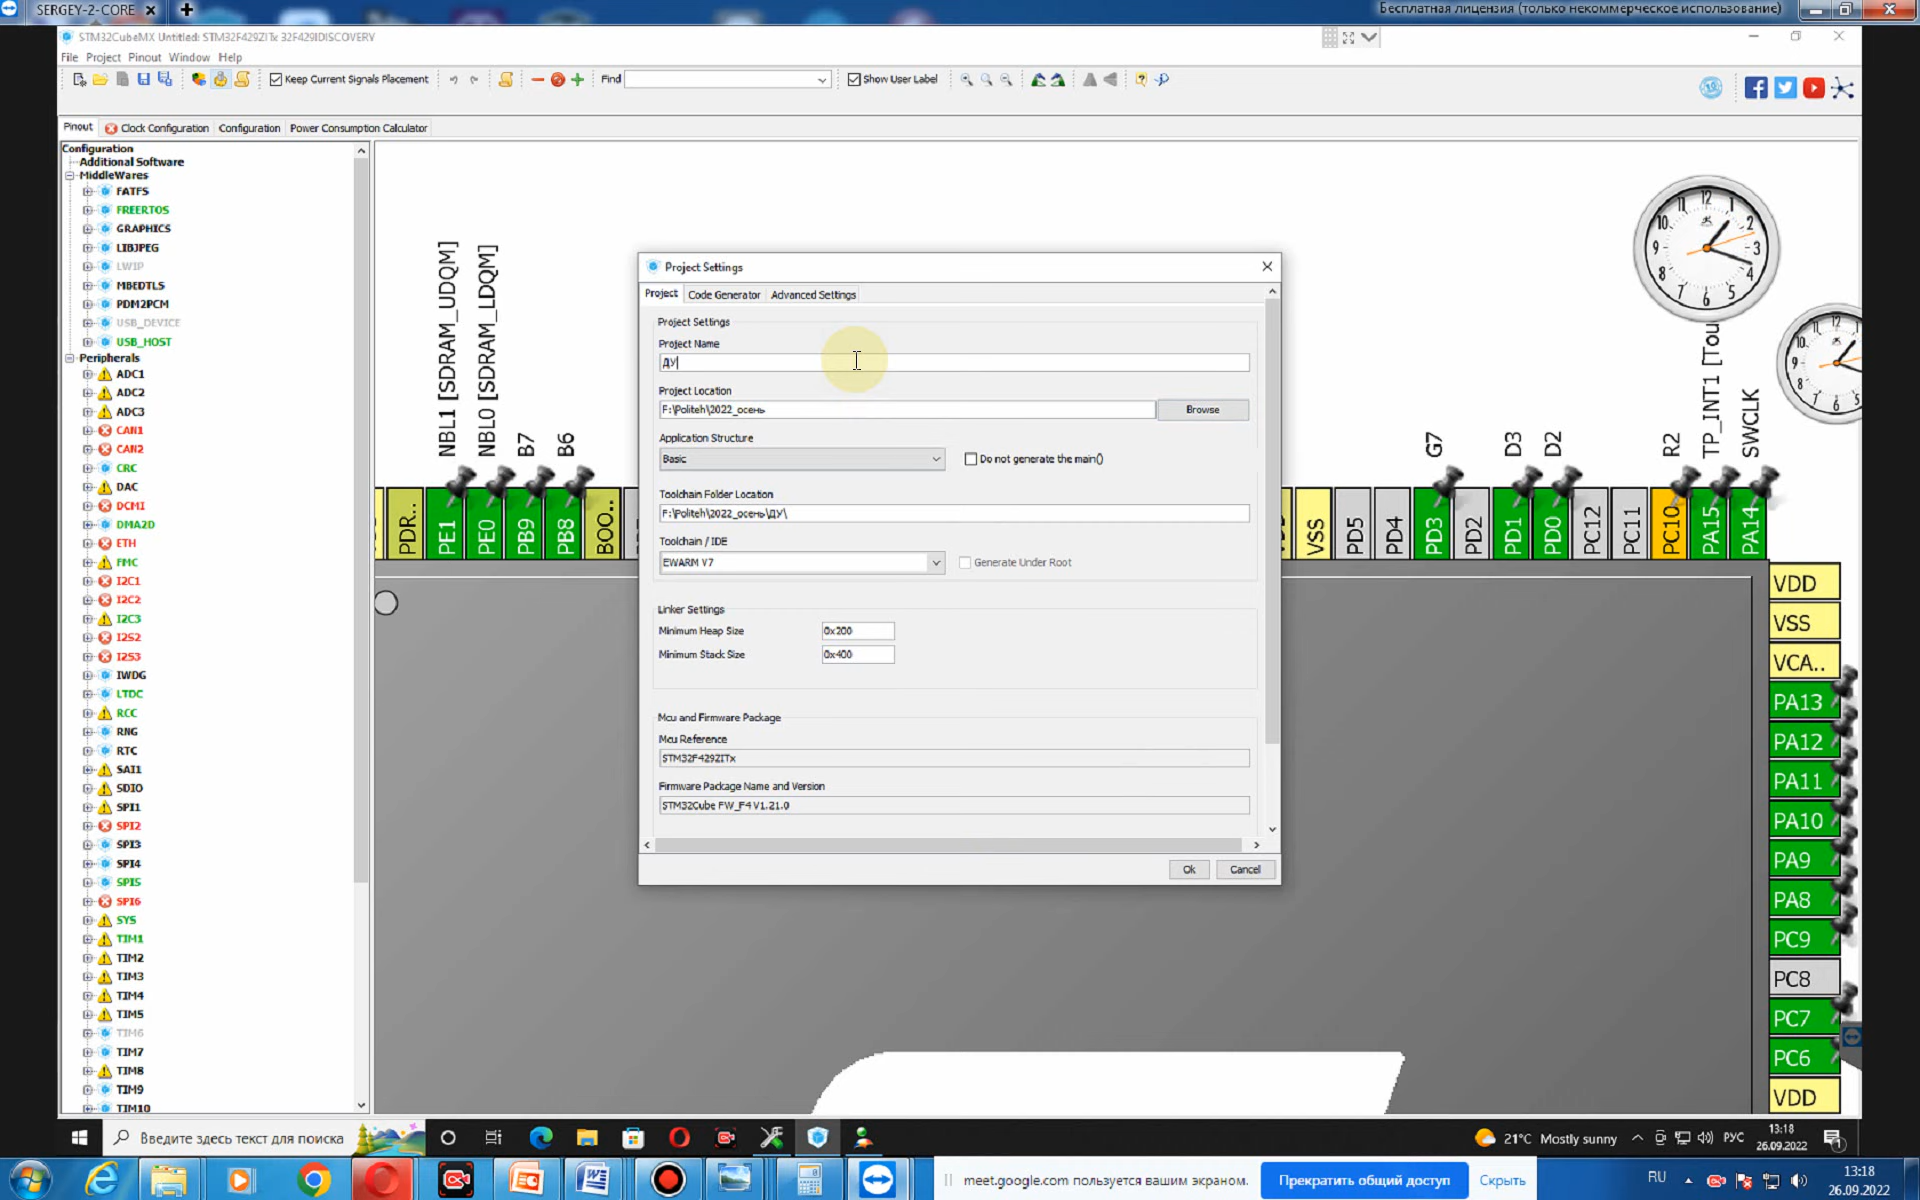 SERGEY-2-CORE
Бесплатная лицензия (только некоммерческое использование)
STM32CubeMX Untitled: STM32F429ZITx 32F429IDISCOVERY
File Project Pinout Window Help
Keep Current Signals Placement
Find
Show User Label
Pinout
Clock Configuration
Configuration
Power Consumption Calculator
Configuration
Additional Software
MiddleWares
FATFS
FREERTOS
GRAPHICS
LIBJPEG
LWIP
MBEDTLS
PDM2PCM
USB_DEVICE
USB_HOST
Peripherals
ADC1
ADC2
ADC3
CAN1
CAN2
CRC
DAC
DCMI
DMA2D
ETH
FMC
I2C1
I2C2
I2C3
I2S2
I2S3
IWDG
LTDC
RCC
RNG
RTC
SAI1
SDIO
SPI1
SPI2
SPI3
SPI4
SPI5
SPI6
SYS
TIM1
TIM2
TIM3
TIM4
TIM5
TIM6
TIM7
TIM8
TIM9
TIM10
NBL1 [SDRAM_UDQM]
NBL0 [SDRAM_LDQM]
B7
B6
PDR..
PE1
PE0
PB9
PB8
BOO..
Project Settings
Project
Code Generator
Advanced Settings
Project Settings
Project Name
ДУ
Project Location
F:\Politeh\2022_осень
Browse
Application Structure
Basic
Do not generate the main()
Toolchain Folder Location
F:\Politeh\2022_осень\ДУ\
Toolchain / IDE
EWARM V7
Generate Under Root
Linker Settings
Minimum Heap Size
0x200
Minimum Stack Size
0x400
Mcu and Firmware Package
Mcu Reference
STM32F429ZITx
Firmware Package Name and Version
STM32Cube FW_F4 V1.21.0
Ok
Cancel
G7
D3
D2
R2
TP_INT1 [Tou
SWCLK
VSS
PD5
PD4
PD3
PD2
PD1
PD0
PC12
PC11
PC10
PA15
PA14
VDD
VSS
VCA..
PA13
PA12
PA11
PA10
PA9
PA8
PC9
PC8
PC7
PC6
VDD
Введите здесь текст для поиска
21°C Mostly sunny
РУС
13:18
26.09.2022
meet.google.com пользуется вашим экраном.
Прекратить общий доступ
Скрыть
RU
13:18
26.09.2022